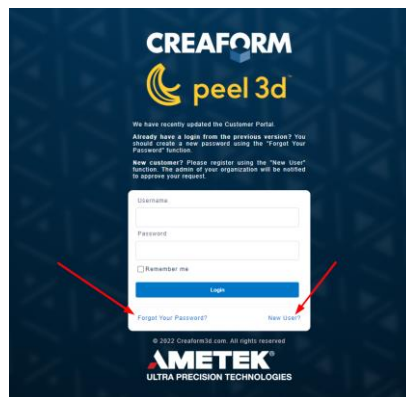 CREAFORM
peel 3d
We have recently updated the Customer Portal.
Already have a login from the previous version? You
should create a new password using the "Forgot Your
Password" function.
New customer? Please register using the "New User"
function. The admin of your organization will be notified
to approve your request.
Username
Password
Remember me
Login
Forgot Your Password? New User?
© 2022 Creaform3d.com. All rights reserved
AMETEK®
ULTRA PRECISION TECHNOLOGIES